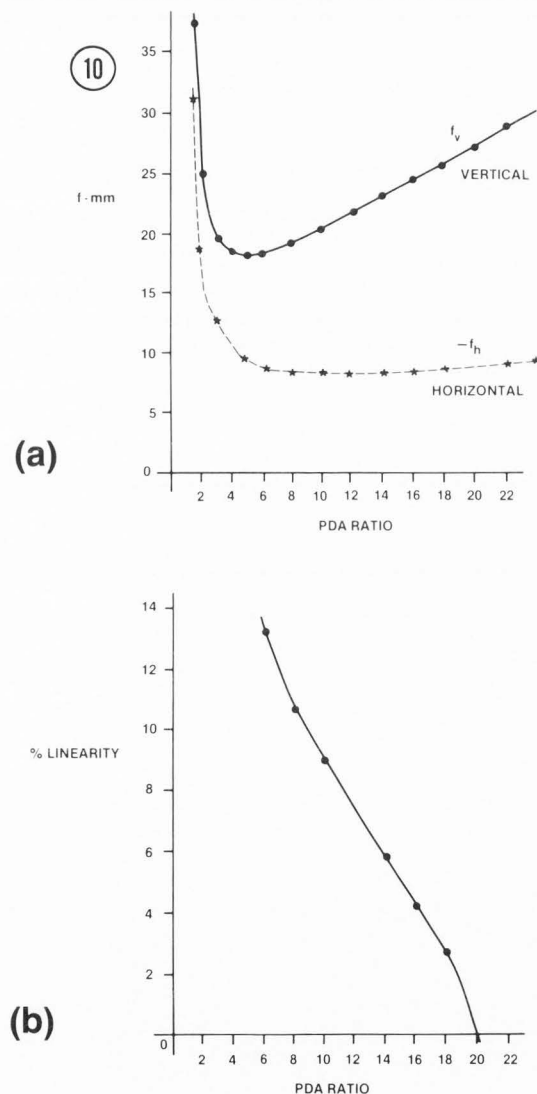 10
35
30
25
f · mm
20
15
10
5
0
fv
VERTICAL
–fh
HORIZONTAL
2 4 6 8 10 12 14 16 18 20 22
PDA RATIO
(a)
14
12
10
% LINEARITY
8
6
4
2
0
2 4 6 8 10 12 14 16 18 20 22
PDA RATIO
(b)